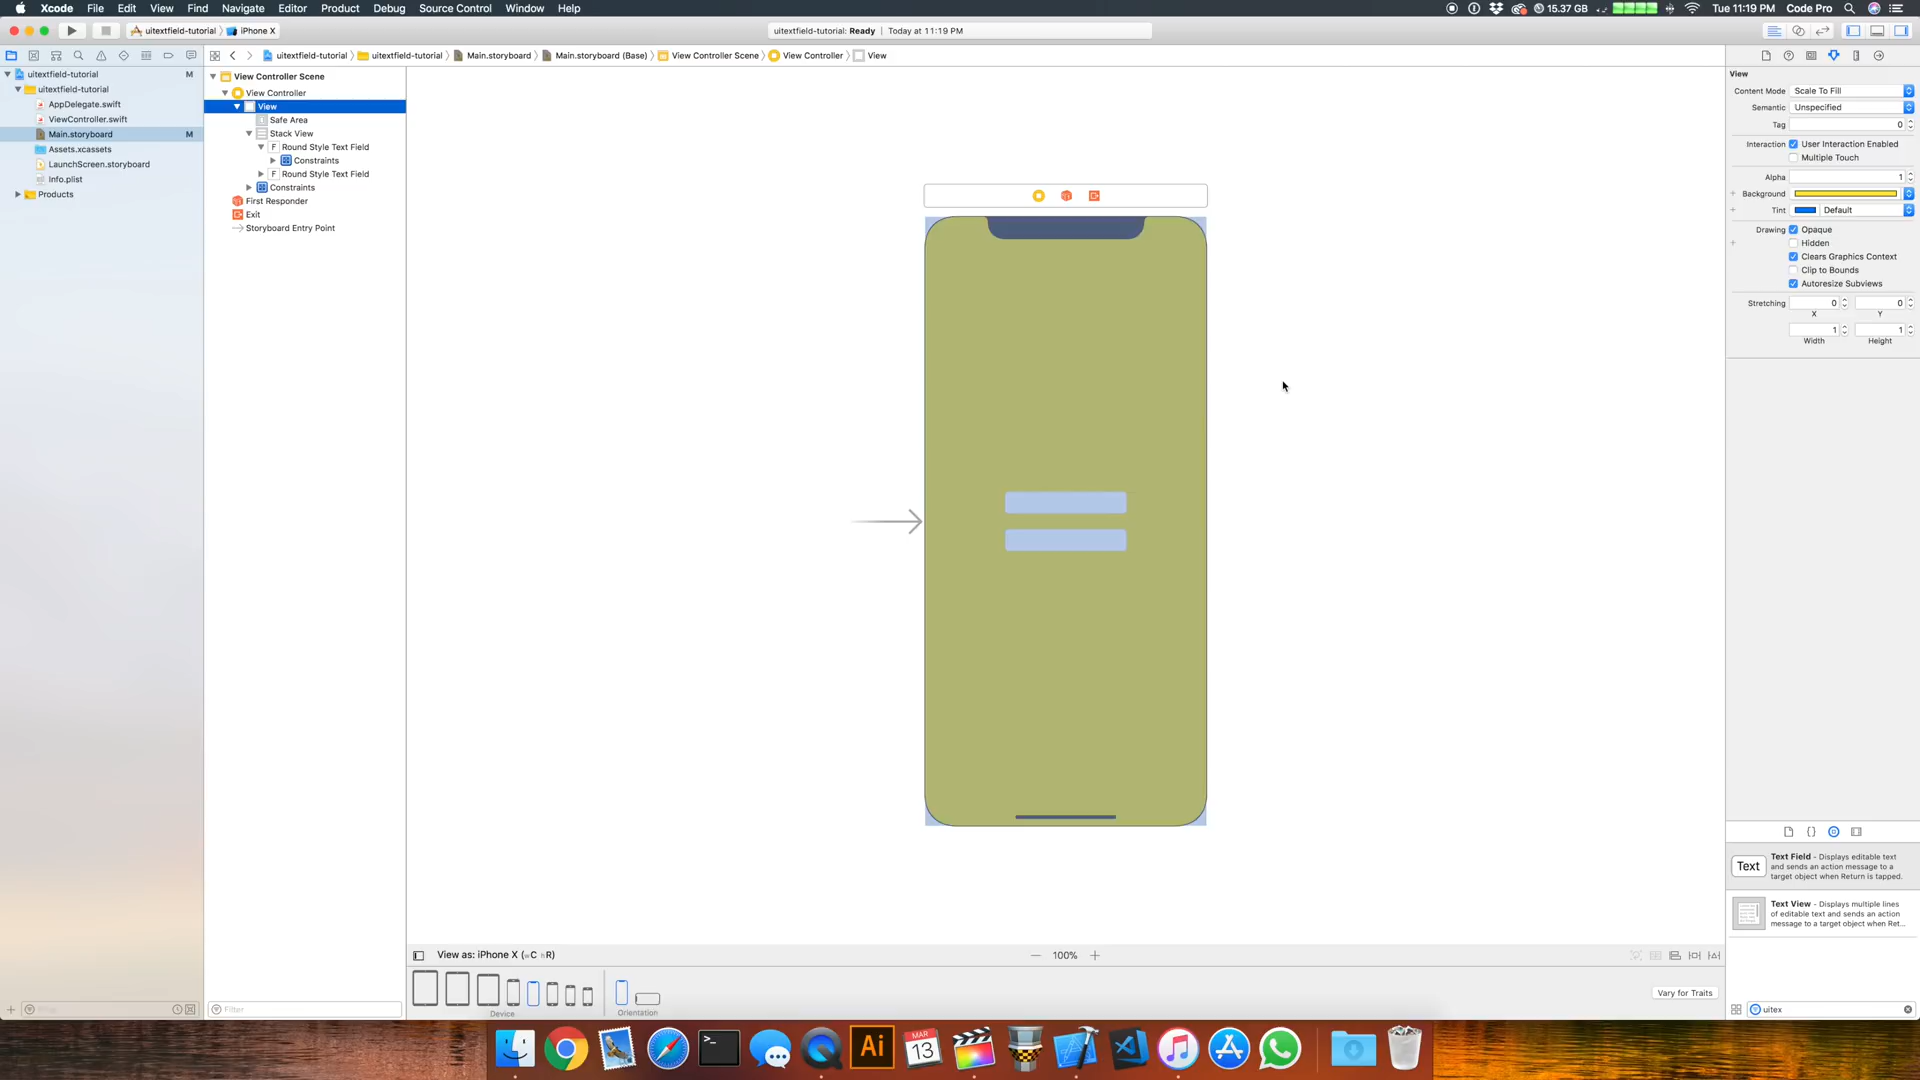 Xcode File Edit View Find Navigate Editor Product Debug Source Control Window Help 15.37 GB Tue 11:19 PM Code Pro
uitextfield-tutorial iPhone X uitextfield-tutorial: Ready Today at 11:19 PM
uitextfield-tutorial uitextfield-tutorial Main.storyboard Main.storyboard (Base) View Controller Scene View Controller View
uitextfield-tutorial M
uitextfield-tutorial
AppDelegate.swift
ViewController.swift
Main.storyboard M
Assets.xcassets
LaunchScreen.storyboard
Info.plist
Products
View Controller Scene
View Controller
View
Safe Area
Stack View
F Round Style Text Field
Constraints
F Round Style Text Field
Constraints
First Responder
Exit
Storyboard Entry Point
Filter
View as: iPhone X (wC hR)
100%
Device
Orientation
Vary for Traits
View
Content Mode Scale To Fill
Semantic Unspecified
Tag 0
Interaction User Interaction Enabled
Multiple Touch
Alpha 1
Background
Tint Default
Drawing Opaque
Hidden
Clears Graphics Context
Clip to Bounds
Autoresize Subviews
Stretching 0 0
X Y
1 1
Width Height
Text
Text Field - Displays editable text
and sends an action message to a
target object when Return is tapped.
Text View - Displays multiple lines
of editable text and sends an action
message to a target object when Ret...
uitex
Ai
MAR
13